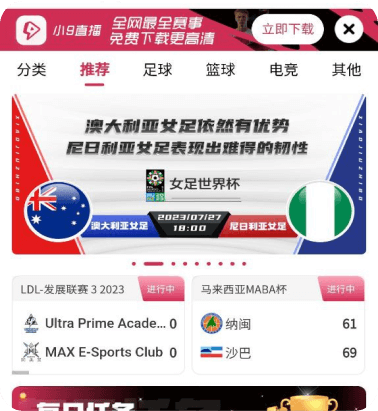 小9直播
全网最全赛事
免费下载更高清
立即下载
分类 推荐 足球 篮球 电竞 其他
澳大利亚女足依然有优势
尼日利亚女足表现出难得的韧性
女足世界杯
澳大利亚女足
2023/07/27
18:00
尼日利亚女足
LDL-发展联赛 3 2023
进行中
Ultra Prime Acade... 0
MAX E-Sports Club 0
马来西亚MABA杯
进行中
纳闽 61
沙巴 69
每日任务